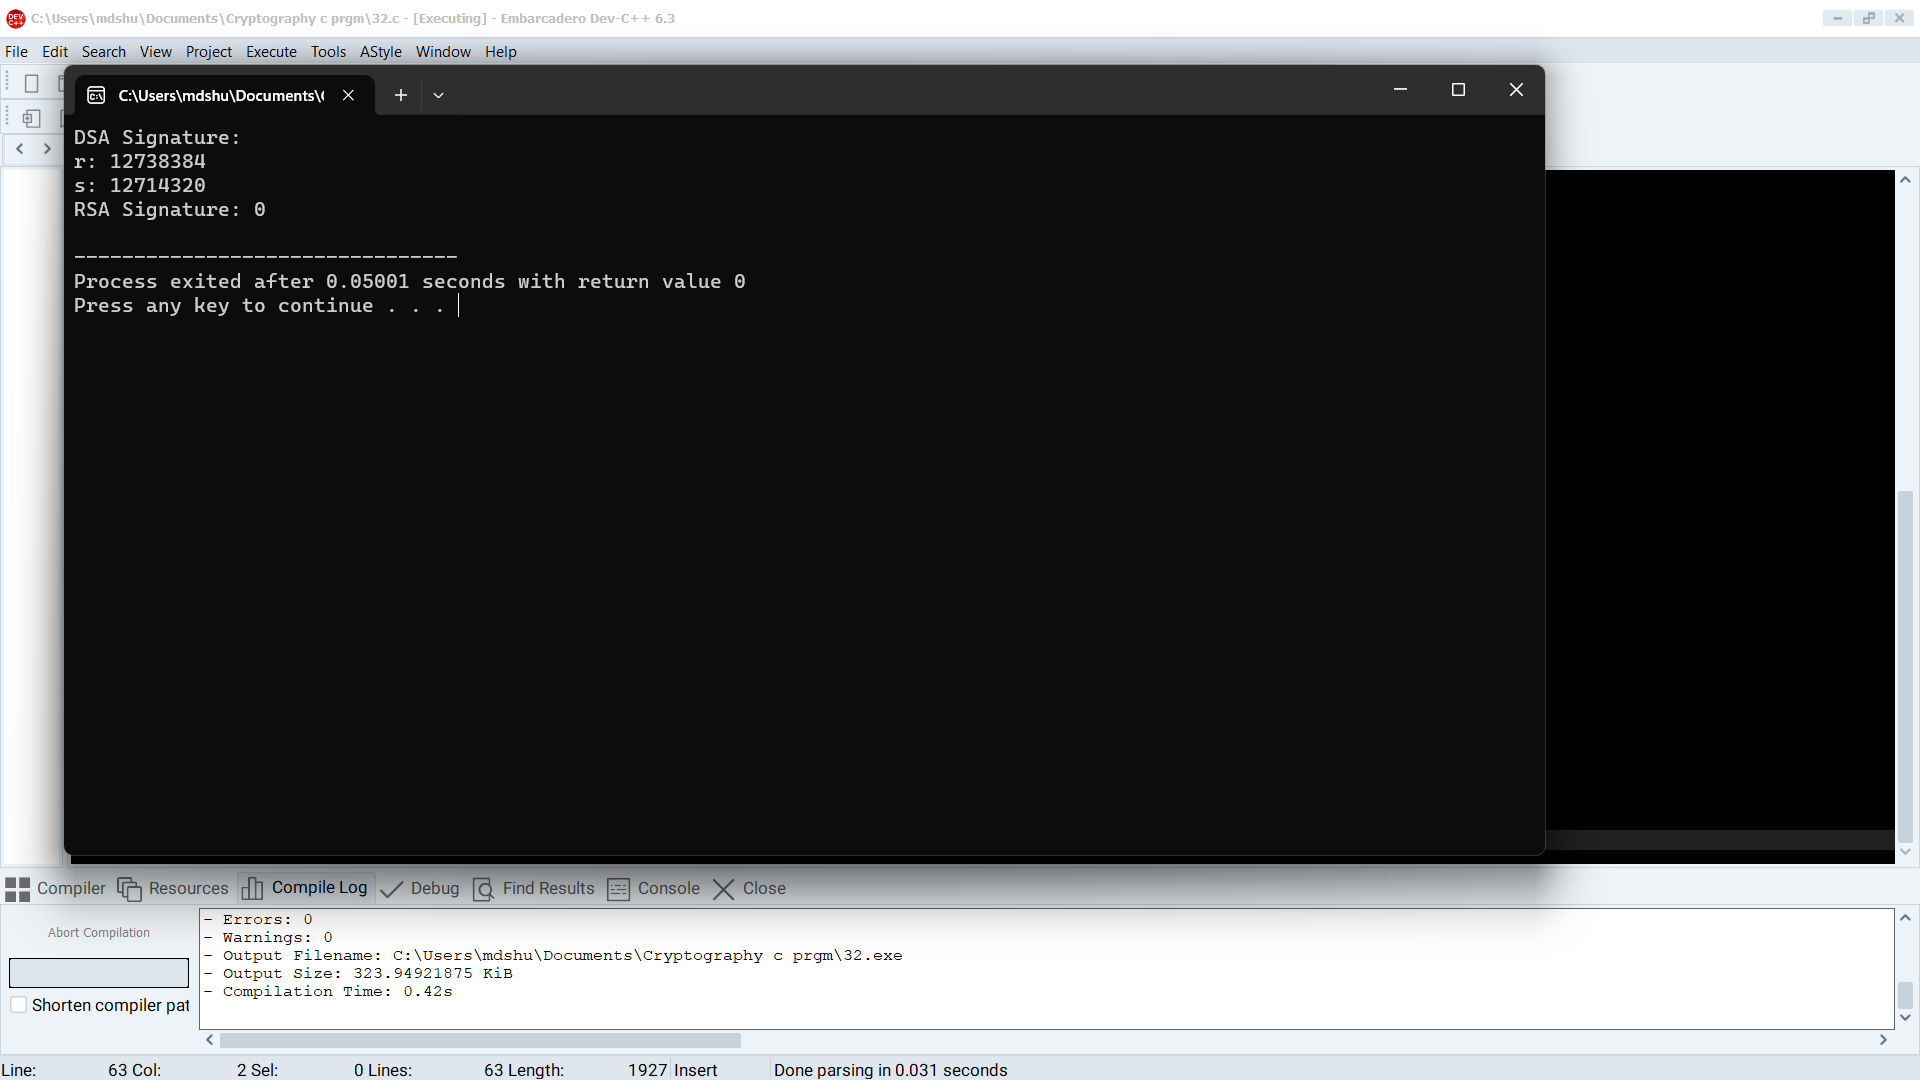 C:\Users\mdshu\Documents\Cryptography c prgm\32.c - [Executing] - Embarcadero Dev-C++ 6.3
File Edit Search View Project Execute Tools AStyle Window Help
C:\Users\mdshu\Documents\
DSA Signature:
r: 12738384
s: 12714320
RSA Signature: 0
--------------------------------
Process exited after 0.05001 seconds with return value 0
Press any key to continue . . .
Compiler Resources Compile Log Debug Find Results Console Close
Abort Compilation
Shorten compiler pat
- Errors: 0
- Warnings: 0
- Output Filename: C:\Users\mdshu\Documents\Cryptography c prgm\32.exe
- Output Size: 323.94921875 KiB
- Compilation Time: 0.42s
Line: 63 Col: 2 Sel: 0 Lines: 63 Length: 1927 Insert Done parsing in 0.031 seconds